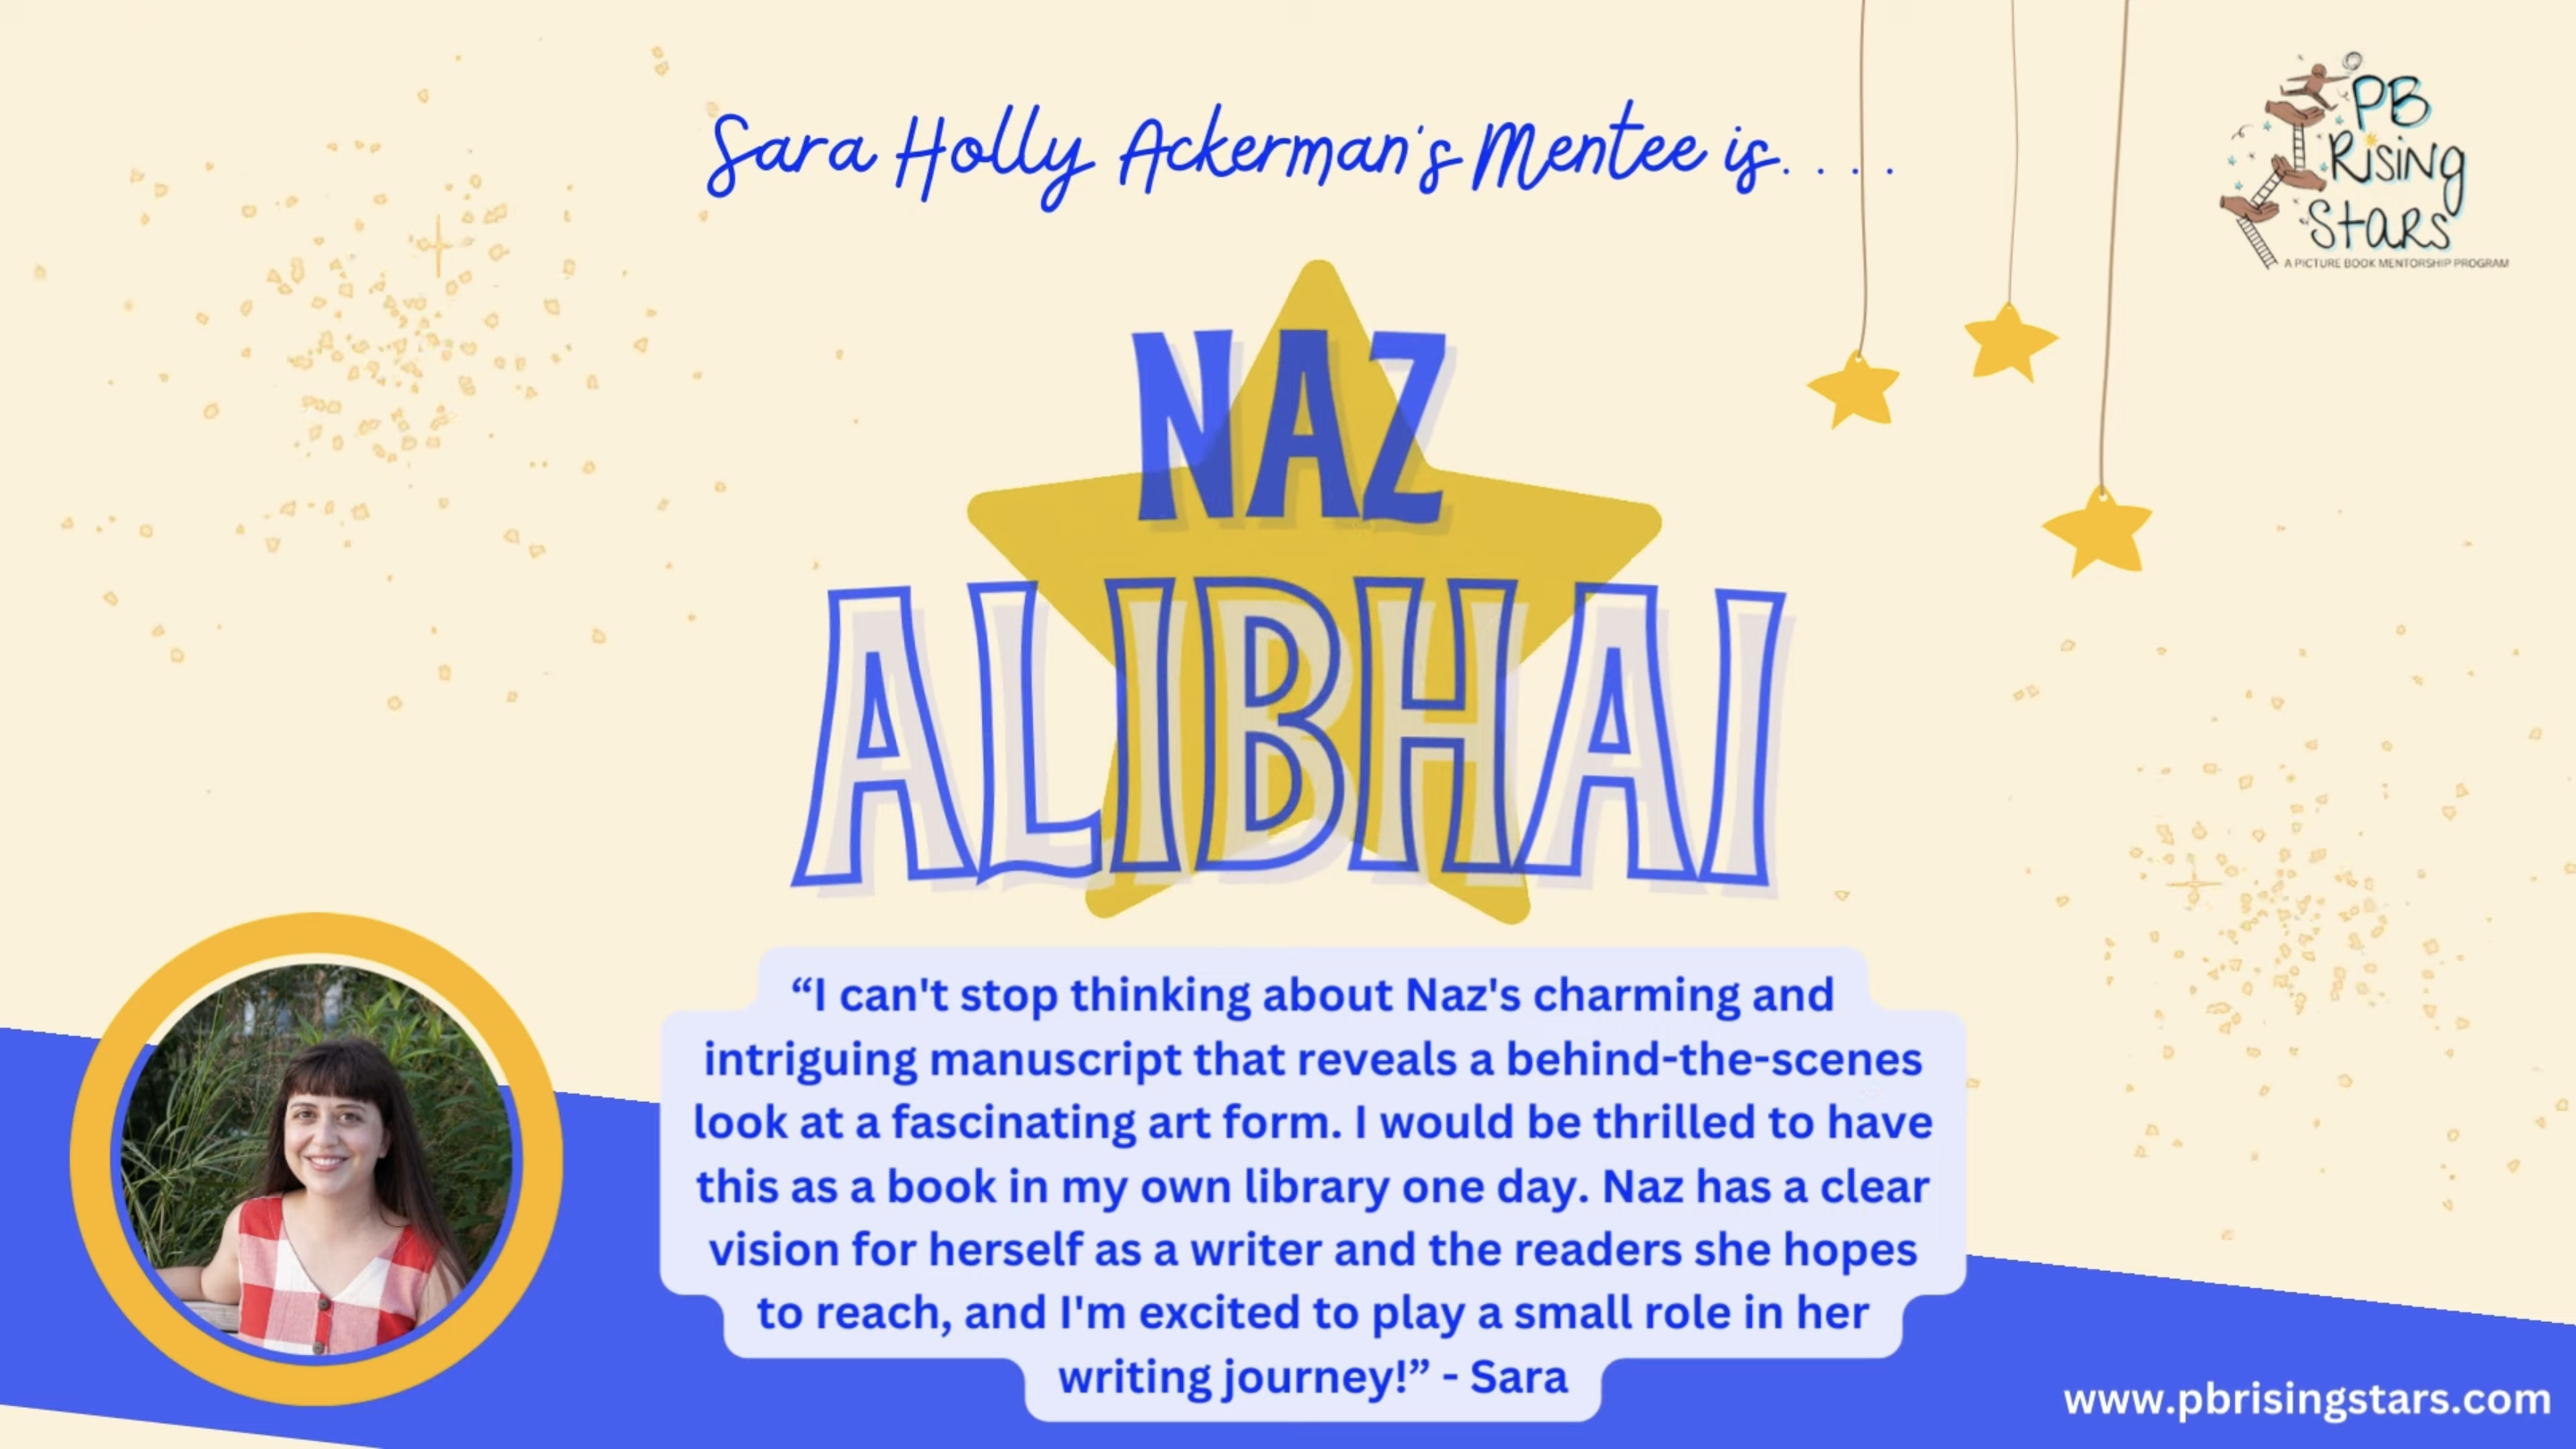 Sara Holly Ackerman's Mentee is. . . .
PB
RISING
STARS
A PICTURE BOOK MENTORSHIP PROGRAM
NAZ
ALIBHAI
“I can't stop thinking about Naz's charming and
intriguing manuscript that reveals a behind-the-scenes
look at a fascinating art form. I would be thrilled to have
this as a book in my own library one day. Naz has a clear
vision for herself as a writer and the readers she hopes
to reach, and I'm excited to play a small role in her
writing journey!” - Sara
www.pbrisingstars.com